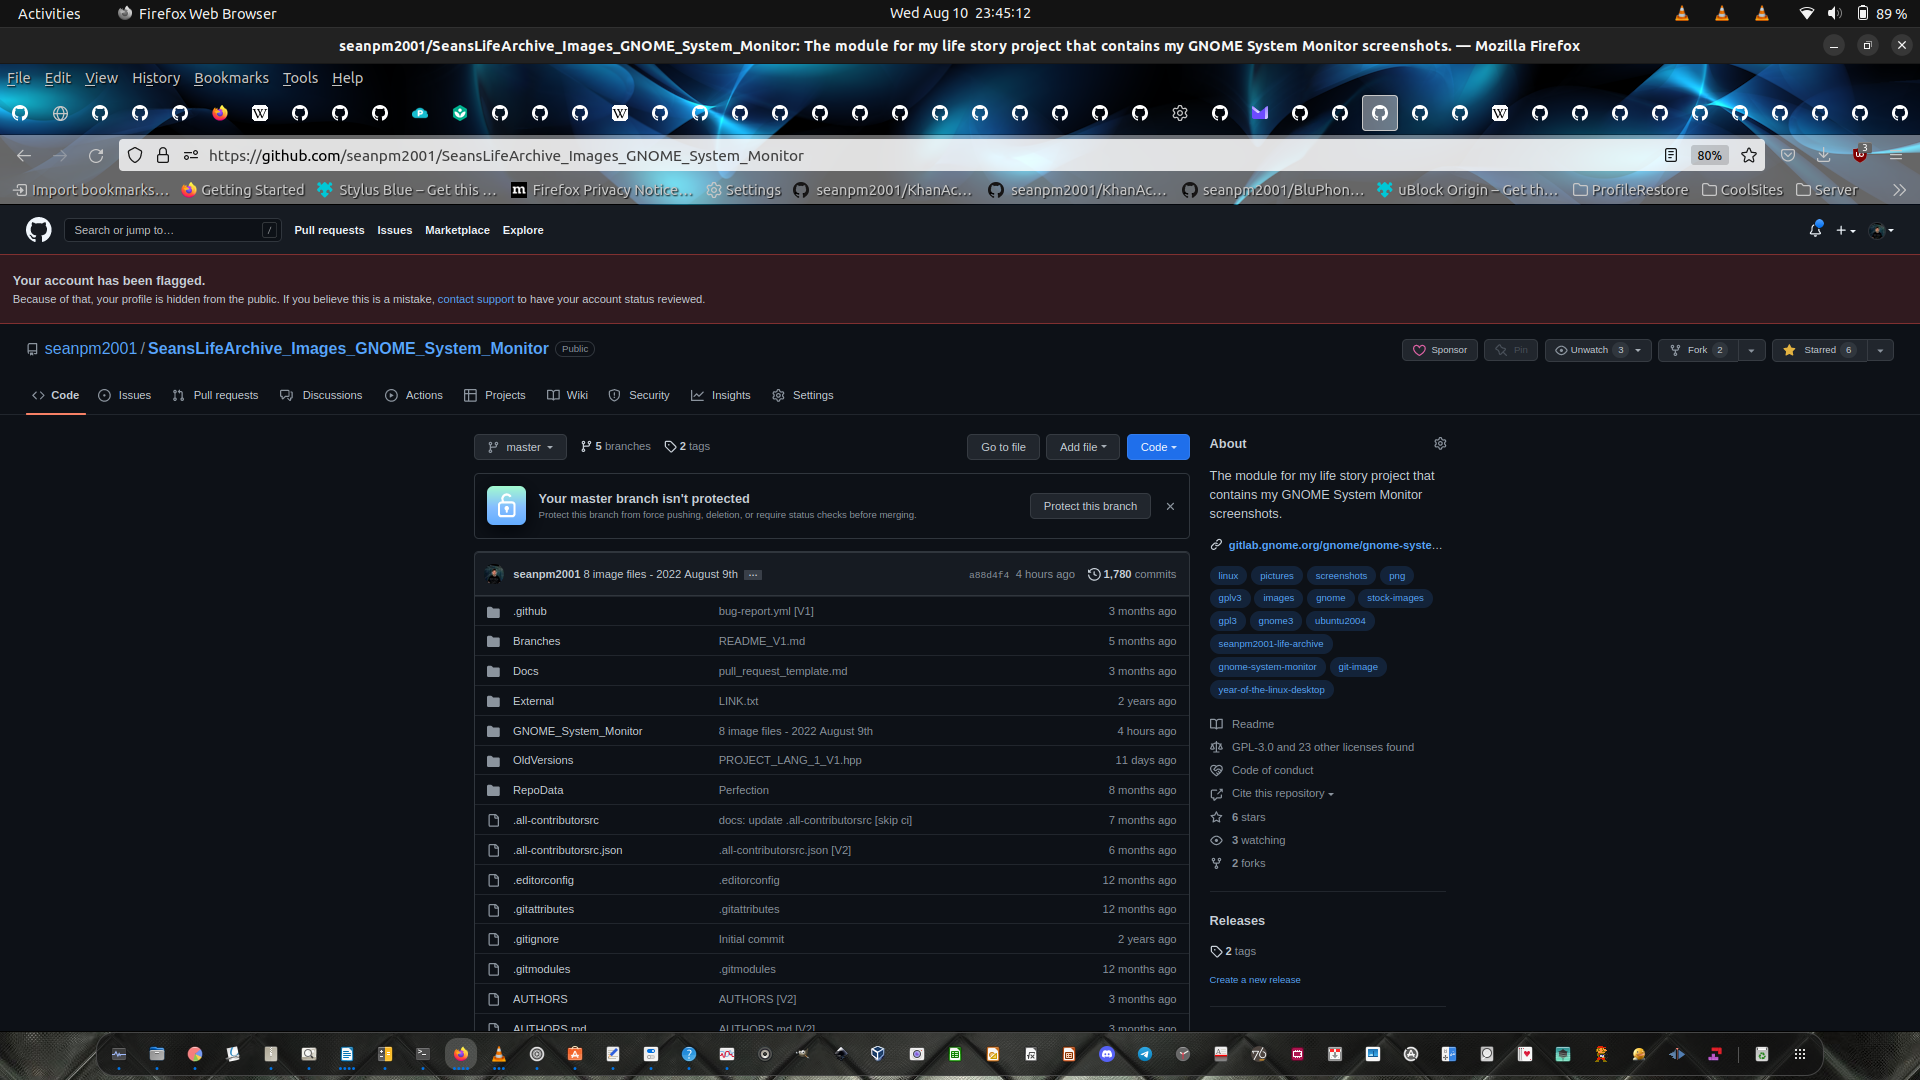 Activities Firefox Web Browser Wed Aug 10 23:45:12 89 %
seanpm2001/SeansLifeArchive_Images_GNOME_System_Monitor: The module for my life story project that contains my GNOME System Monitor screenshots. — Mozilla Firefox
File Edit View History Bookmarks Tools Help
https://github.com/seanpm2001/SeansLifeArchive_Images_GNOME_System_Monitor 80% 3
Import bookmarks… Getting Started Stylus Blue – Get this … Firefox Privacy Notice… Settings seanpm2001/KhanAc… seanpm2001/KhanAc… seanpm2001/BluPhon… uBlock Origin – Get th… ProfileRestore CoolSites Server
Search or jump to… / Pull requests Issues Marketplace Explore
Your account has been flagged.
Because of that, your profile is hidden from the public. If you believe this is a mistake, contact support to have your account status reviewed.
seanpm2001 / SeansLifeArchive_Images_GNOME_System_Monitor Public Sponsor Pin Unwatch 3 Fork 2 Starred 6
Code Issues Pull requests Discussions Actions Projects Wiki Security Insights Settings
master 5 branches 2 tags Go to file Add file Code
Your master branch isn't protected
Protect this branch from force pushing, deletion, or require status checks before merging.
Protect this branch
seanpm2001 8 image files - 2022 August 9th … a88d4f4 4 hours ago 1,780 commits
.github bug-report.yml [V1] 3 months ago
Branches README_V1.md 5 months ago
Docs pull_request_template.md 3 months ago
External LINK.txt 2 years ago
GNOME_System_Monitor 8 image files - 2022 August 9th 4 hours ago
OldVersions PROJECT_LANG_1_V1.hpp 11 days ago
RepoData Perfection 8 months ago
.all-contributorsrc docs: update .all-contributorsrc [skip ci] 7 months ago
.all-contributorsrc.json .all-contributorsrc.json [V2] 6 months ago
.editorconfig .editorconfig 12 months ago
.gitattributes .gitattributes 12 months ago
.gitignore Initial commit 2 years ago
.gitmodules .gitmodules 12 months ago
AUTHORS AUTHORS [V2] 3 months ago
AUTHORS.md AUTHORS.md [V2] 3 months ago
About
The module for my life story project that
contains my GNOME System Monitor
screenshots.
gitlab.gnome.org/gnome/gnome-syste…
linux pictures screenshots png
gplv3 images gnome stock-images
gpl3 gnome3 ubuntu2004
seanpm2001-life-archive
gnome-system-monitor git-image
year-of-the-linux-desktop
Readme
GPL-3.0 and 23 other licenses found
Code of conduct
Cite this repository
6 stars
3 watching
2 forks
Releases
2 tags
Create a new release